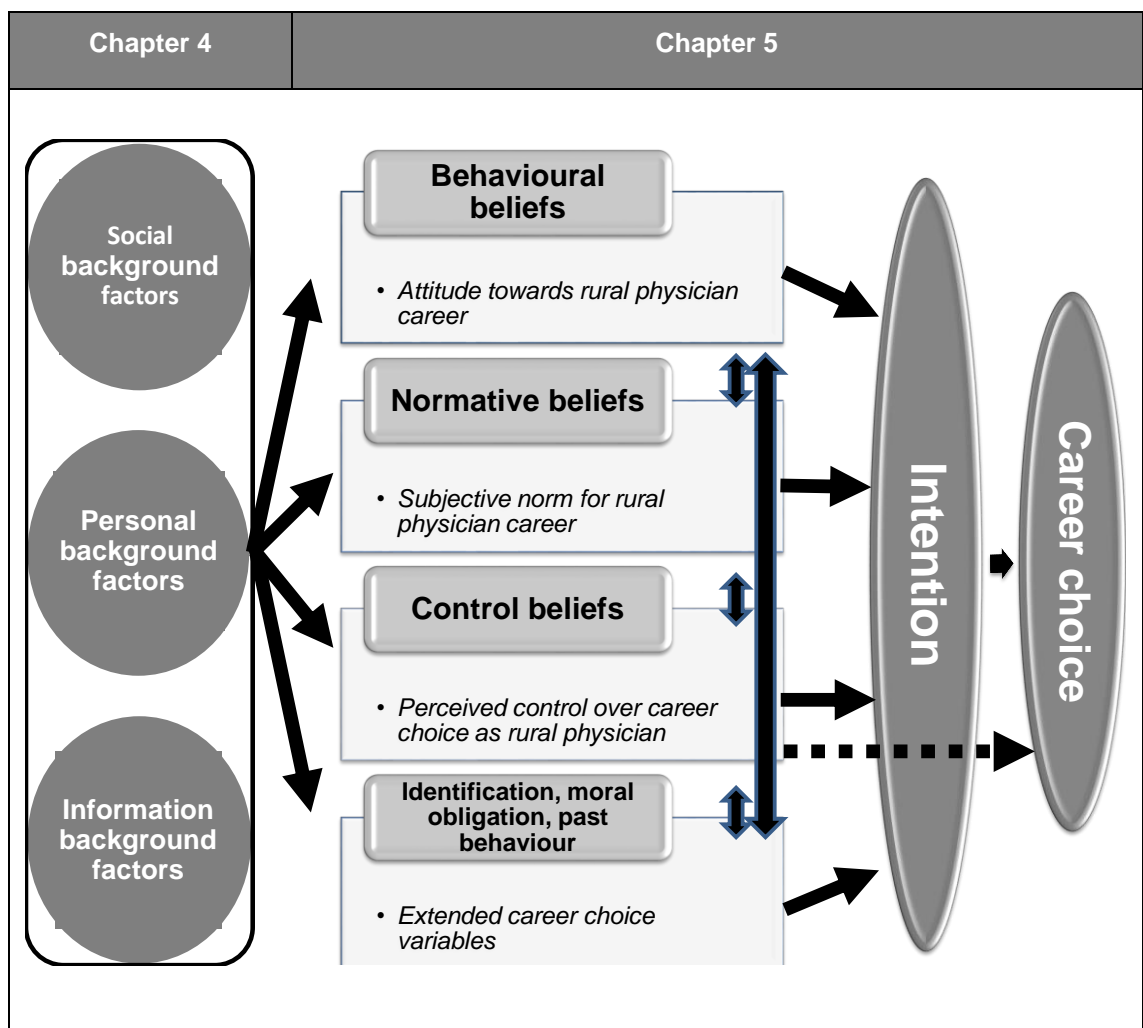 Chapter 4
Chapter 5
Social
background
factors
Personal
background
factors
Information
background
factors
Behavioural
beliefs
• Attitude towards rural physician
career
Normative beliefs
• Subjective norm for rural
physician career
Control beliefs
• Perceived control over career
choice as rural physician
Identification, moral
obligation, past
behaviour
• Extended career choice
variables
Intention
Career choice